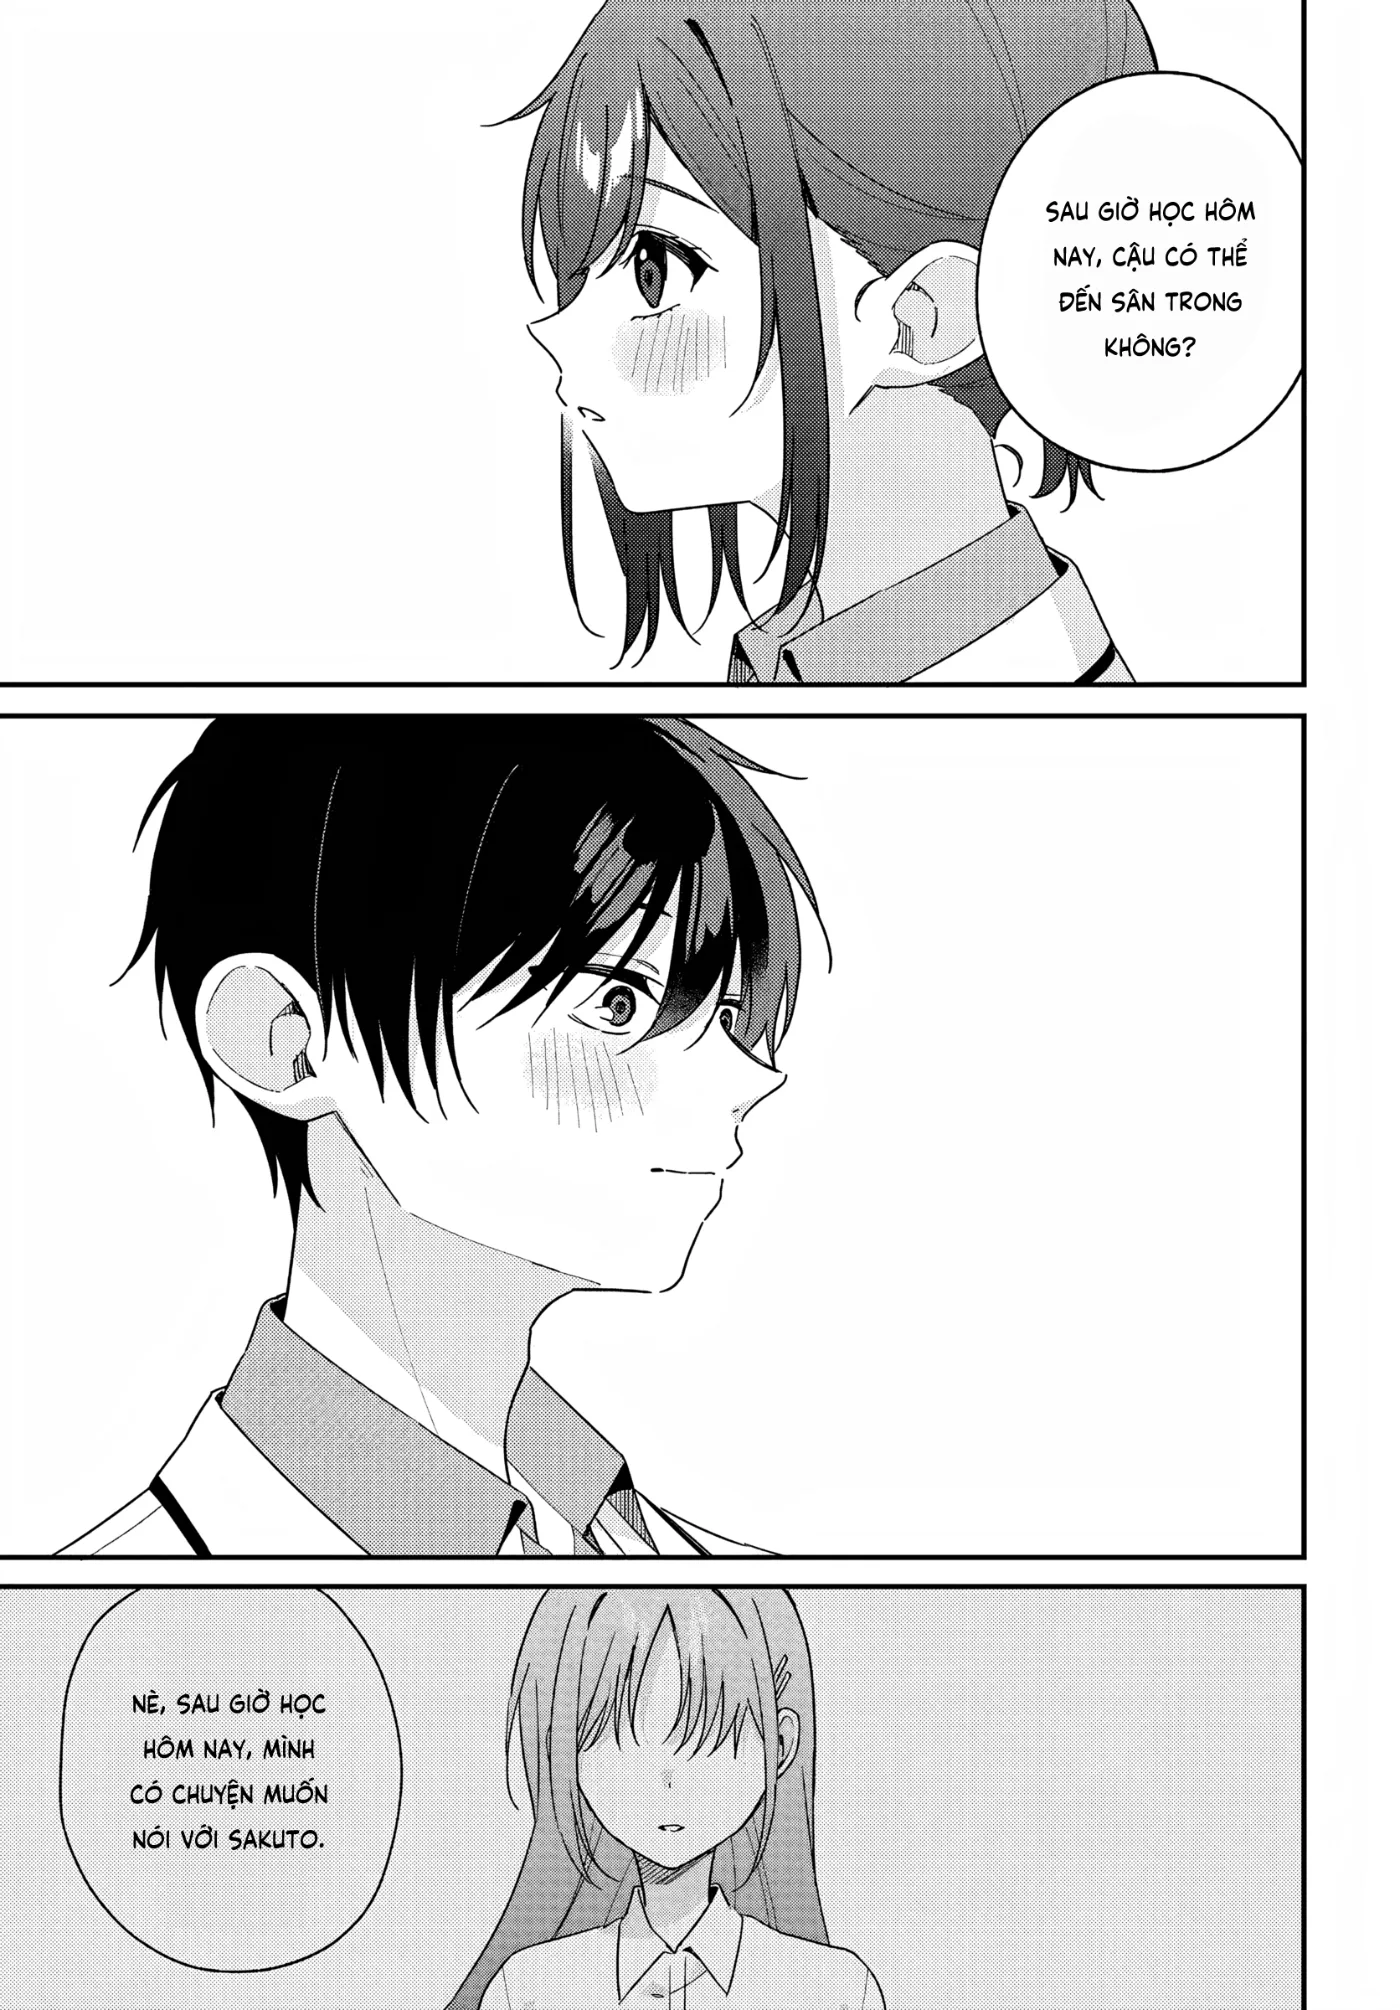 SAU GIỜ HỌC HÔM
NAY, CẬU CÓ THỂ
ĐẾN SÂN TRONG
KHÔNG?
NÈ, SAU GIỜ HỌC
HÔM NAY, MÌNH
CÓ CHUYỆN MUỐN
NÓI VỚI SAKUTO.